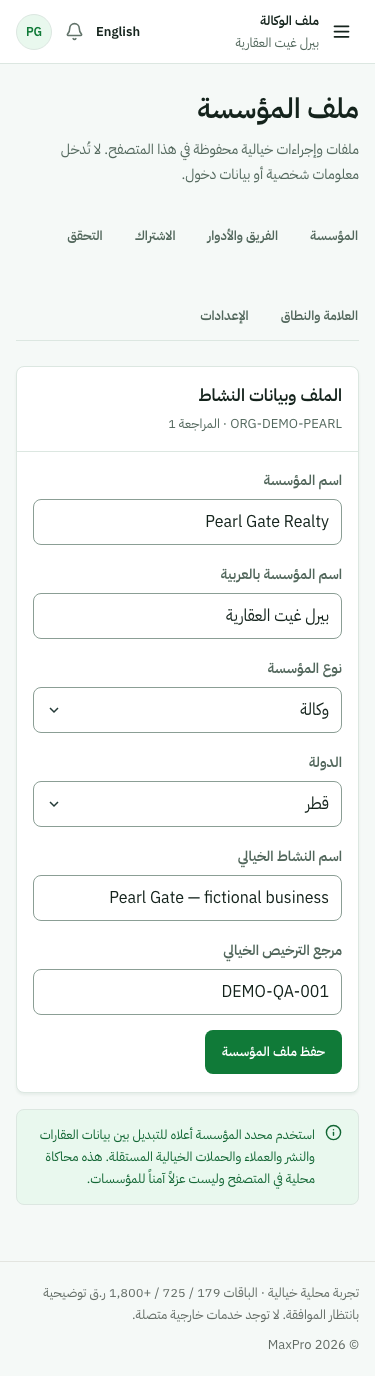 ملف الوكالة
بيرل غيت العقارية
English
PG
ملف المؤسسة
ملفات وإجراءات خيالية محفوظة في هذا المتصفح. لا تُدخل
معلومات شخصية أو بيانات دخول.
المؤسسة
الفريق والأدوار
الاشتراك
التحقق
العلامة والنطاق
الإعدادات
الملف وبيانات النشاط
ORG-DEMO-PEARL · المراجعة 1
اسم المؤسسة
Pearl Gate Realty
اسم المؤسسة بالعربية
بيرل غيت العقارية
نوع المؤسسة
وكالة
الدولة
قطر
اسم النشاط الخيالي
Pearl Gate — fictional business
مرجع الترخيص الخيالي
DEMO-QA-001
حفظ ملف المؤسسة
استخدم محدد المؤسسة أعلاه للتبديل بين بيانات العقارات
والنشر والعملاء والحملات الخيالية المستقلة. هذه محاكاة
محلية في المتصفح وليست عزلاً آمناً للمؤسسات.
تجربة محلية خيالية · الباقات 179 / 725 / +1,800 ر.ق توضيحية
بانتظار الموافقة. لا توجد خدمات خارجية متصلة.
© 2026 MaxPro